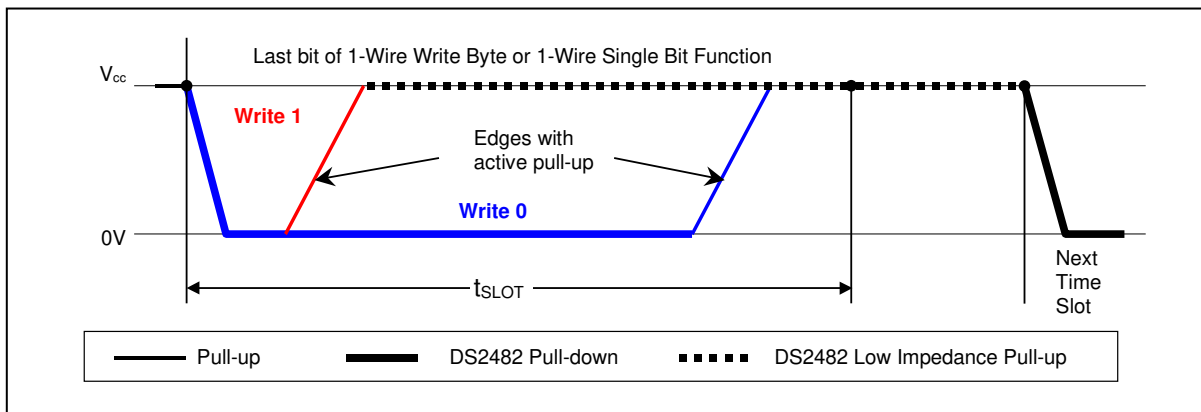 Last bit of 1-Wire Write Byte or 1-Wire Single Bit Function
Vcc
Write 1
Edges with
active pull-up
Write 0
0V
tSLOT
Next
Time
Slot
Pull-up
DS2482 Pull-down
DS2482 Low Impedance Pull-up